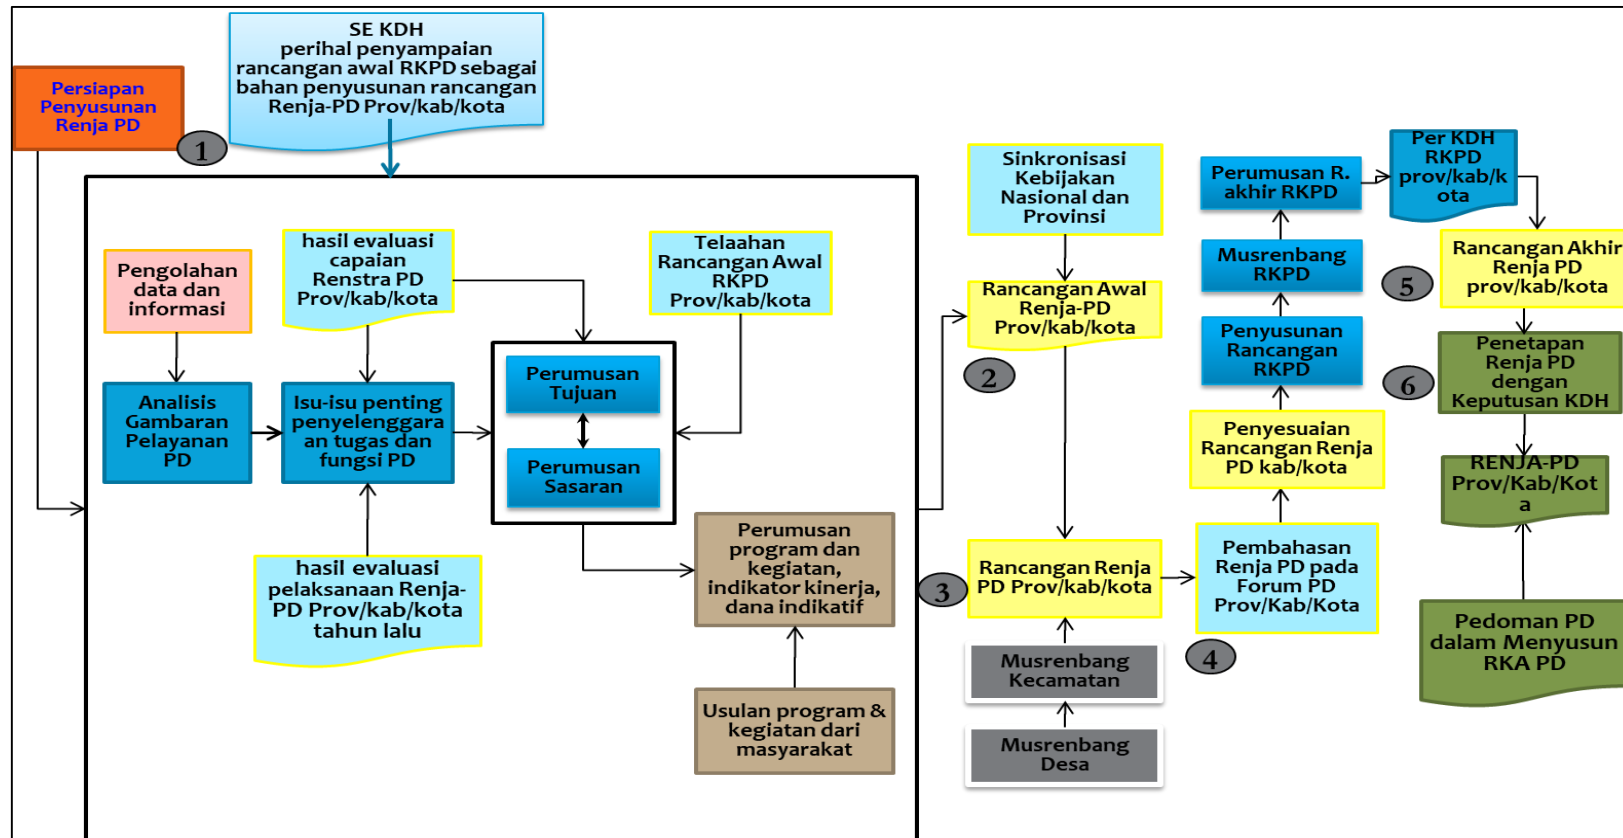 SE KDH
perihal penyampaian
rancangan awal RKPD sebagai
bahan penyusunan rancangan
Renja-PD Prov/kab/kota
Persiapan
Penyusunan
Renja PD
1
Pengolahan
data dan
informasi
hasil evaluasi
capaian
Renstra PD
Prov/kab/kota
Telaahan
Rancangan Awal
RKPD
Prov/kab/kota
Analisis
Gambaran
Pelayanan
PD
Isu-isu penting
penyelenggara
an tugas dan
fungsi PD
Perumusan
Tujuan
Perumusan
Sasaran
hasil evaluasi
pelaksanaan Renja-
PD Prov/kab/kota
tahun lalu
Perumusan
program dan
kegiatan,
indikator kinerja,
dana indikatif
Usulan program &
kegiatan dari
masyarakat
Sinkronisasi
Kebijakan
Nasional dan
Provinsi
Rancangan Awal
Renja-PD
Prov/kab/kota
2
3
Rancangan Renja
PD Prov/kab/kota
Musrenbang
Kecamatan
Musrenbang
Desa
Perumusan R.
akhir RKPD
Musrenbang
RKPD
Penyusunan
Rancangan
RKPD
Penyesuaian
Rancangan Renja
PD kab/kota
Pembahasan
Renja PD pada
Forum PD
Prov/Kab/Kota
4
Per KDH
RKPD
prov/kab/k
ota
5
Rancangan Akhir
Renja PD
prov/kab/kota
6
Penetapan
Renja PD
dengan
Keputusan KDH
RENJA-PD
Prov/Kab/Kot
a
Pedoman PD
dalam Menyusun
RKA PD